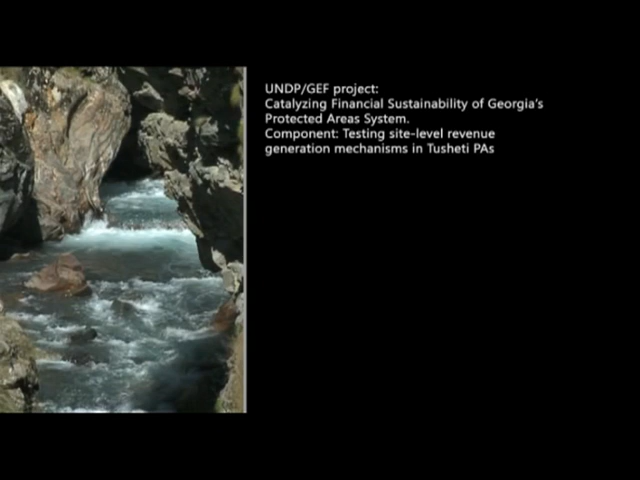 UNDP/GEF project:
Catalyzing Financial Sustainability of Georgia's
Protected Areas System.
Component: Testing site-level revenue
generation mechanisms in Tusheti PAs